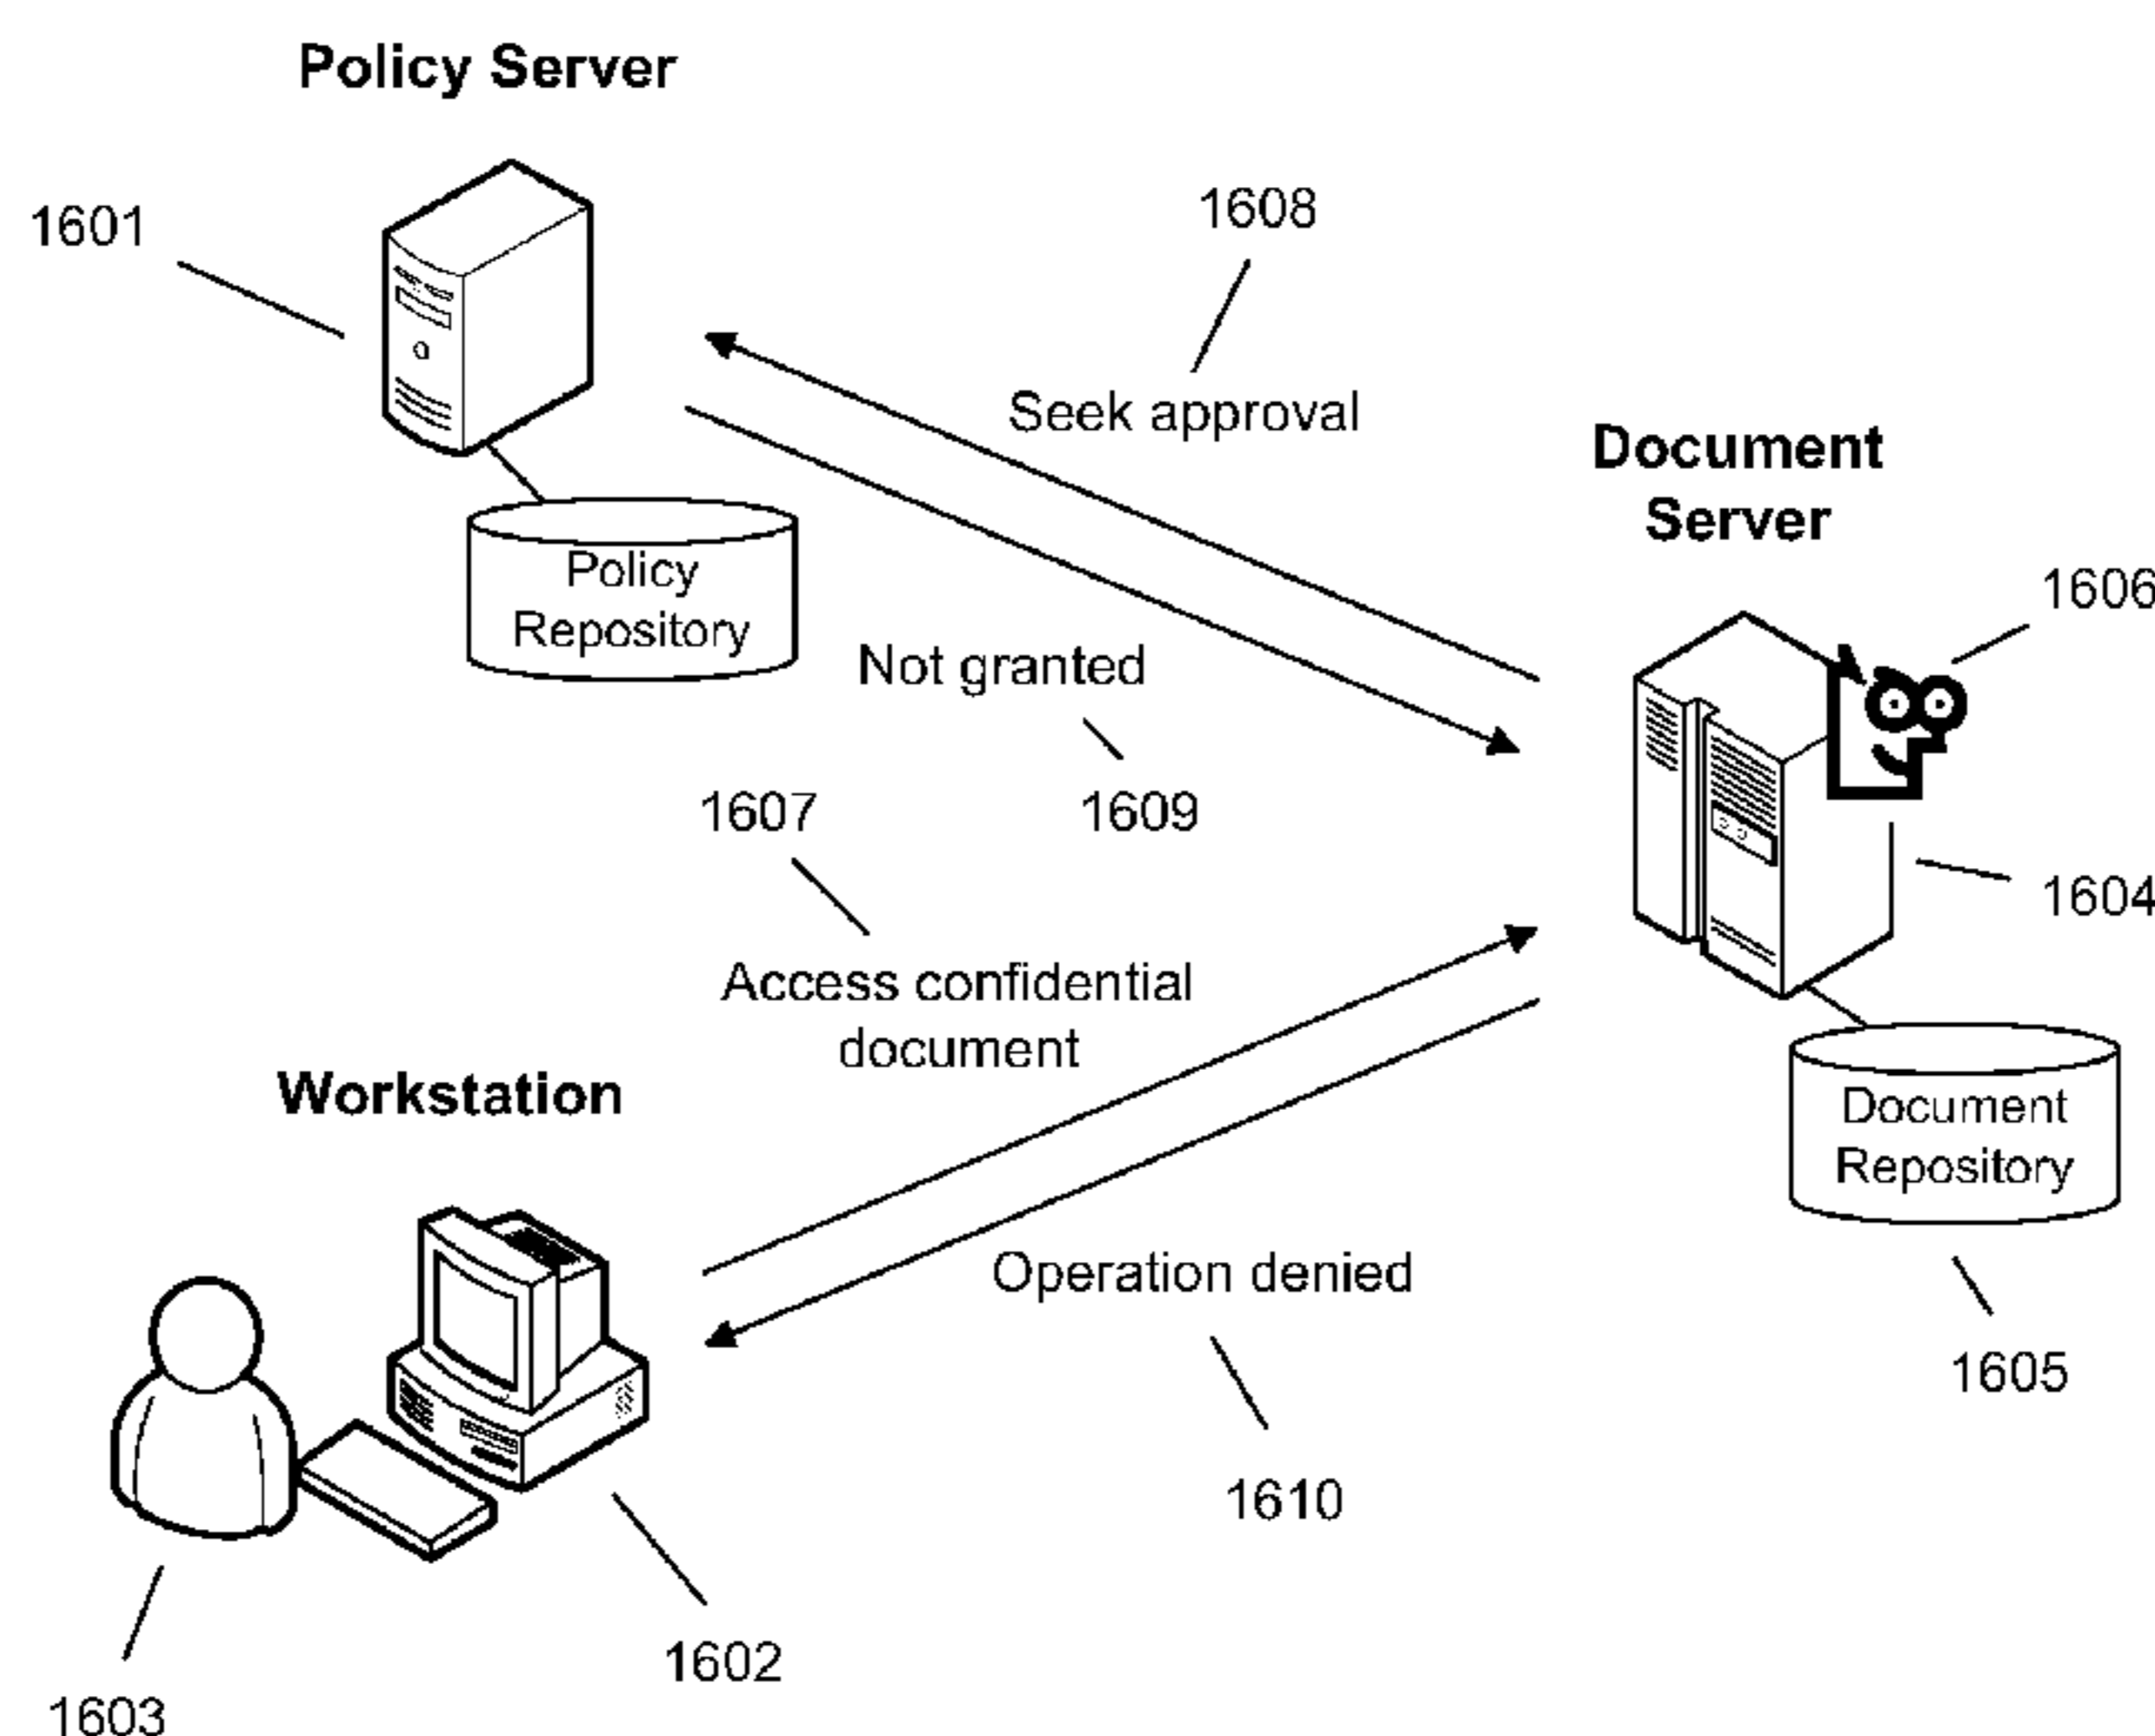 Policy Server
1601
1608
Seek approval
Document
Server
1606
Policy
Repository
Not granted
1607
1609
1604
Access confidential
document
Workstation
Document
Repository
Operation denied
1605
1610
1602
1603